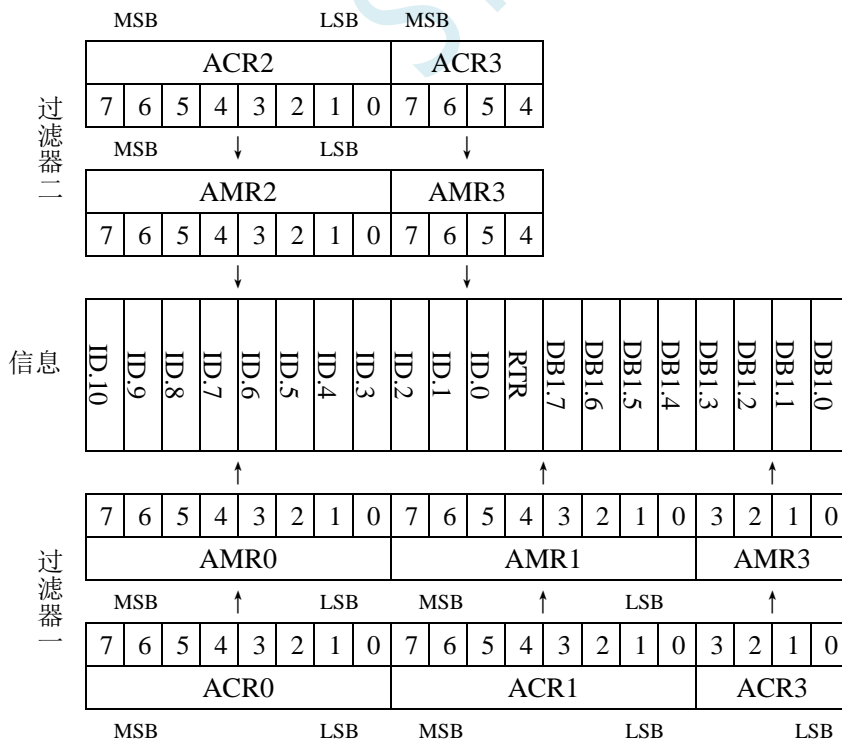 MSB LSB MSB
ACR2 ACR3
7 6 5 4 3 2 1 0 7 6 5 4
过滤器二
MSB LSB
AMR2 AMR3
7 6 5 4 3 2 1 0 7 6 5 4
信息
ID.10 ID.9 ID.8 ID.7 ID.6 ID.5 ID.4 ID.3 ID.2 ID.1 ID.0 RTR DB1.7 DB1.6 DB1.5 DB1.4 DB1.3 DB1.2 DB1.1 DB1.0
7 6 5 4 3 2 1 0 7 6 5 4 3 2 1 0 3 2 1 0
AMR0 AMR1 AMR3
过滤器一
MSB LSB MSB LSB
7 6 5 4 3 2 1 0 7 6 5 4 3 2 1 0 3 2 1 0
ACR0 ACR1 ACR3
MSB LSB MSB LSB LSB